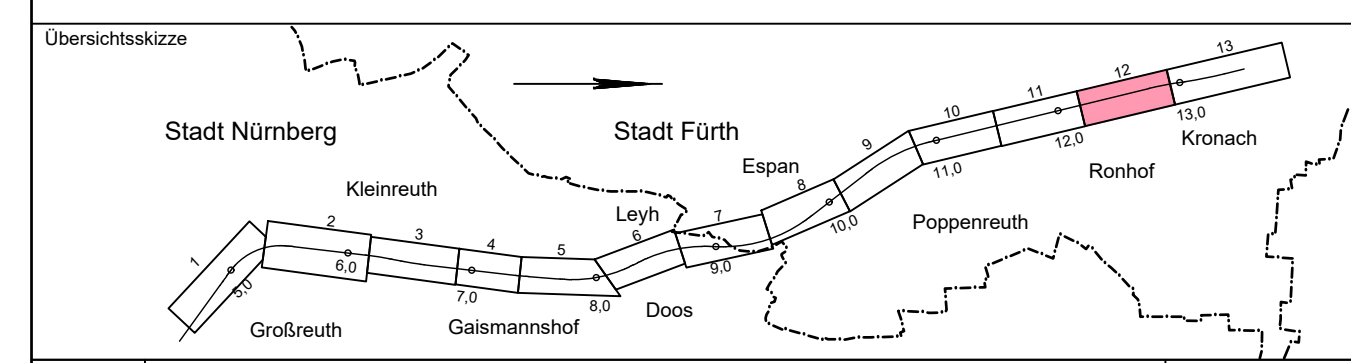 Übersichtsskizze
Stadt Nürnberg
Stadt Fürth
Kleinreuth
Leyh
Espan
Großreuth
Gaismannshof
Doos
Poppenreuth
Ronhof
Kronach
1
2
3
4
5
6
7
8
9
10
11
12
13
5,0
6,0
7,0
8,0
9,0
10,0
11,0
12,0
13,0